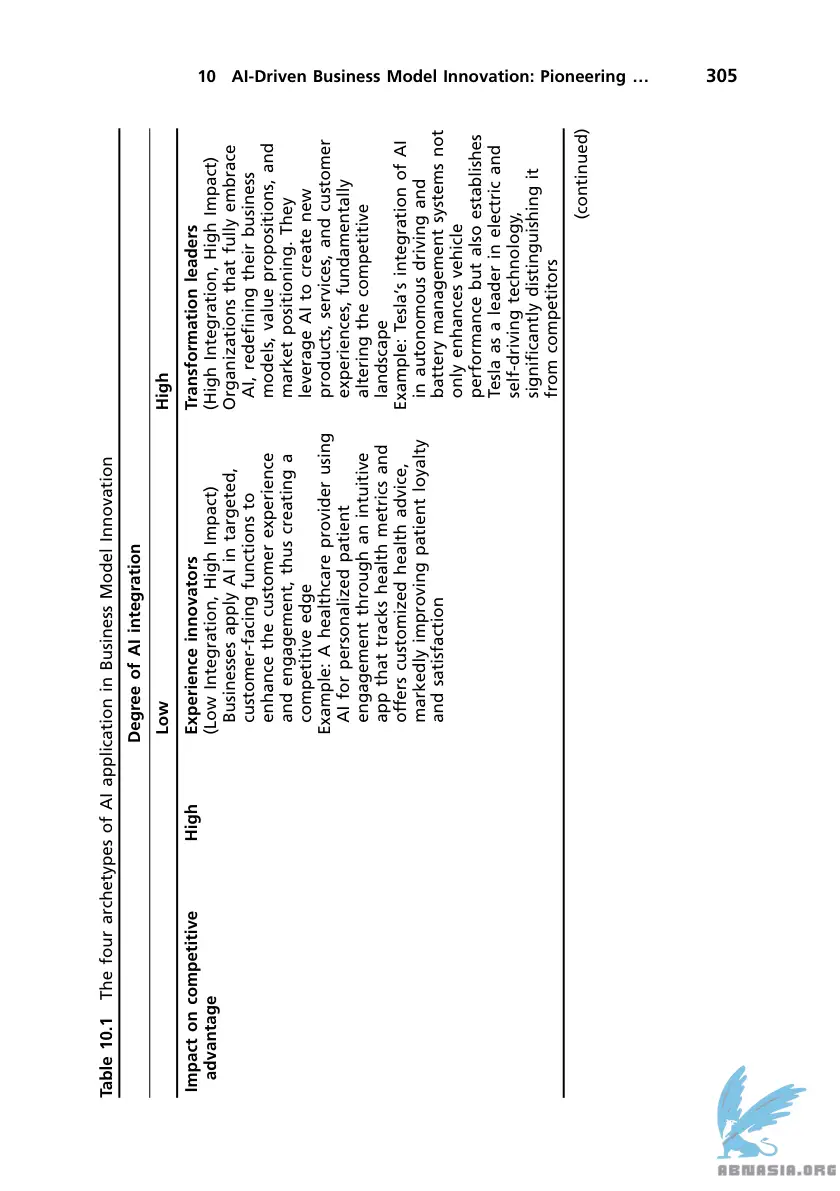 10 AI-Driven Business Model Innovation: Pioneering … 305
Table 10.1 The four archetypes of AI application in Business Model Innovation
Degree of AI integration
Low
High
Impact on competitive
advantage
High
Experience innovators
(Low Integration, High Impact)
Businesses apply AI in targeted,
customer-facing functions to
enhance the customer experience
and engagement, thus creating a
competitive edge
Example: A healthcare provider using
AI for personalized patient
engagement through an intuitive
app that tracks health metrics and
offers customized health advice,
markedly improving patient loyalty
and satisfaction
Transformation leaders
(High Integration, High Impact)
Organizations that fully embrace
AI, redefining their business
models, value propositions, and
market positioning. They
leverage AI to create new
products, services, and customer
experiences, fundamentally
altering the competitive
landscape
Example: Tesla‘s integration of AI
in autonomous driving and
battery management systems not
only enhances vehicle
performance but also establishes
Tesla as a leader in electric and
self-driving technology,
significantly distinguishing it
from competitors
(continued)
ABNASIA.ORG